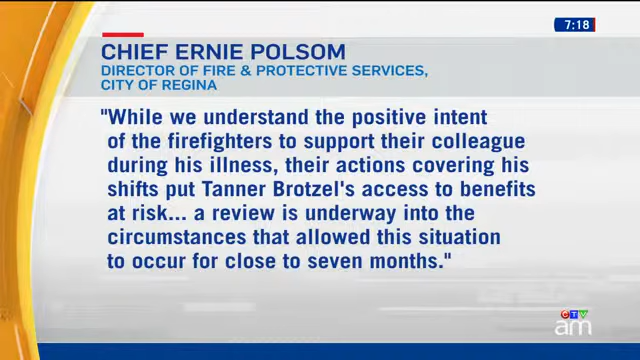 7:18
CHIEF ERNIE POLSOM
DIRECTOR OF FIRE & PROTECTIVE SERVICES,
CITY OF REGINA
"While we understand the positive intent
of the firefighters to support their colleague
during his illness, their actions covering his
shifts put Tanner Brotzel's access to benefits
at risk... a review is underway into the
circumstances that allowed this situation
to occur for close to seven months."
CTV
am